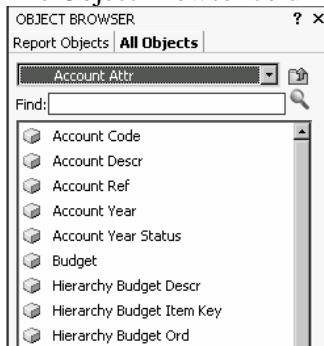 OBJECT BROWSER ? ×
Report Objects All Objects
Account Attr
Find:
Account Code
Account Descr
Account Ref
Account Year
Account Year Status
Budget
Hierarchy Budget Descr
Hierarchy Budget Item Key
Hierarchy Budget Ord